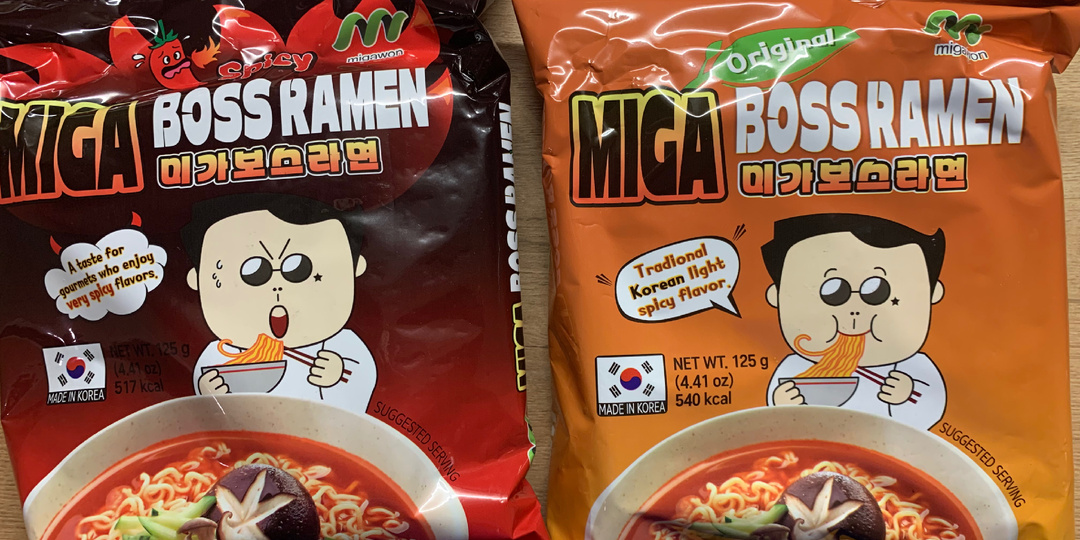 Spicy
migawon
MIGA
BOSS RAMEN
미가보스라면
A taste for
gourmets who enjoy
very spicy flavors.
NET WT. 125 g
(4.41 oz)
517 kcal
MADE IN KOREA
SUGGESTED SERVING
MIGA BOSS RAMEN
Original
migawon
MIGA
BOSS RAMEN
미가보스라면
Tradional
Korean light
spicy flavor.
NET WT. 125 g
(4.41 oz)
540 kcal
MADE IN KOREA
SUGGESTED SERVING